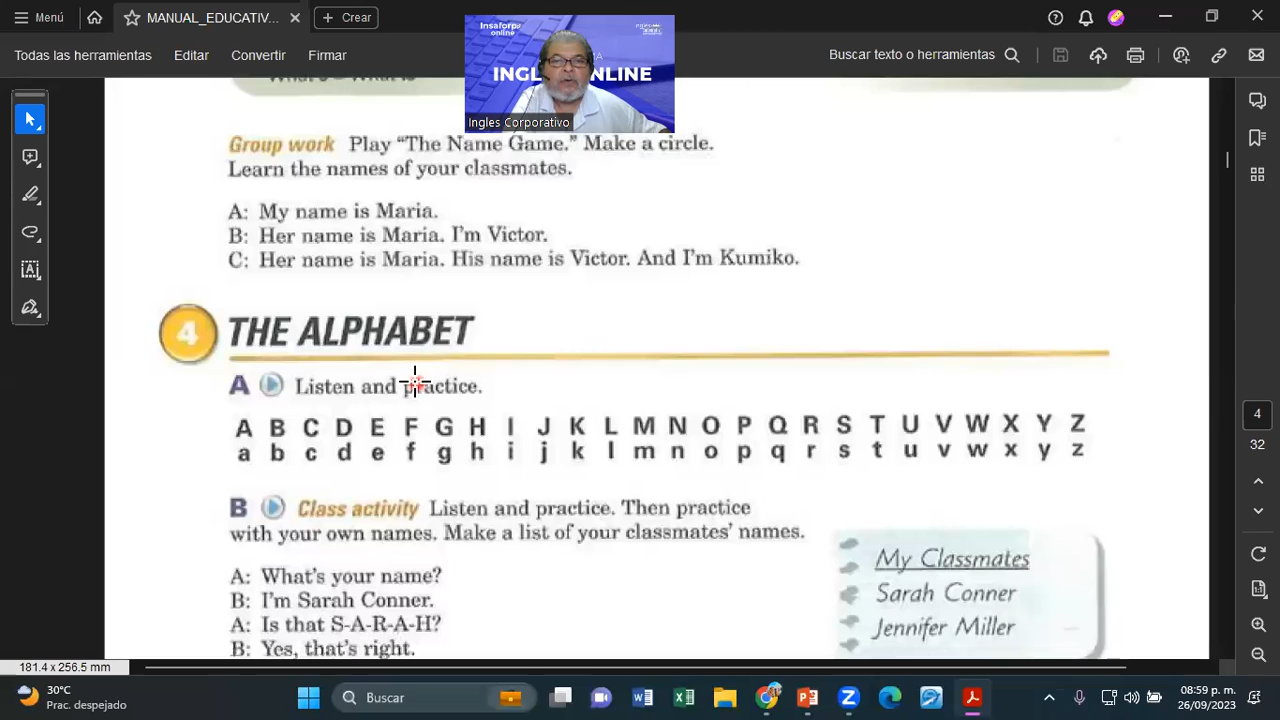 Menú
MANUAL_EDUCATIV...
Crear
Todas las herramientas
Editar
Convertir
Firmar
Buscar texto o herramientas
Insaforp
online
INGL
NLINE
Ingles Corporativo
What's = What is
Group work Play “The Name Game.” Make a circle.
Learn the names of your classmates.
A: My name is Maria.
B: Her name is Maria. I'm Victor.
C: Her name is Maria. His name is Victor. And I'm Kumiko.
4 THE ALPHABET
A Listen and practice.
A B C D E F G H I J K L M N O P Q R S T U V W X Y Z
a b c d e f g h i j k l m n o p q r s t u v w x y z
B Class activity Listen and practice. Then practice
with your own names. Make a list of your classmates' names.
A: What's your name?
B: I'm Sarah Conner.
A: Is that S-A-R-A-H?
B: Yes, that's right.
My Classmates
Sarah Conner
Jennifer Miller
4
32
181.4 x 256.5 mm
30°C
Prc. despejado
Buscar
08:59 p. m.
26/09/2023